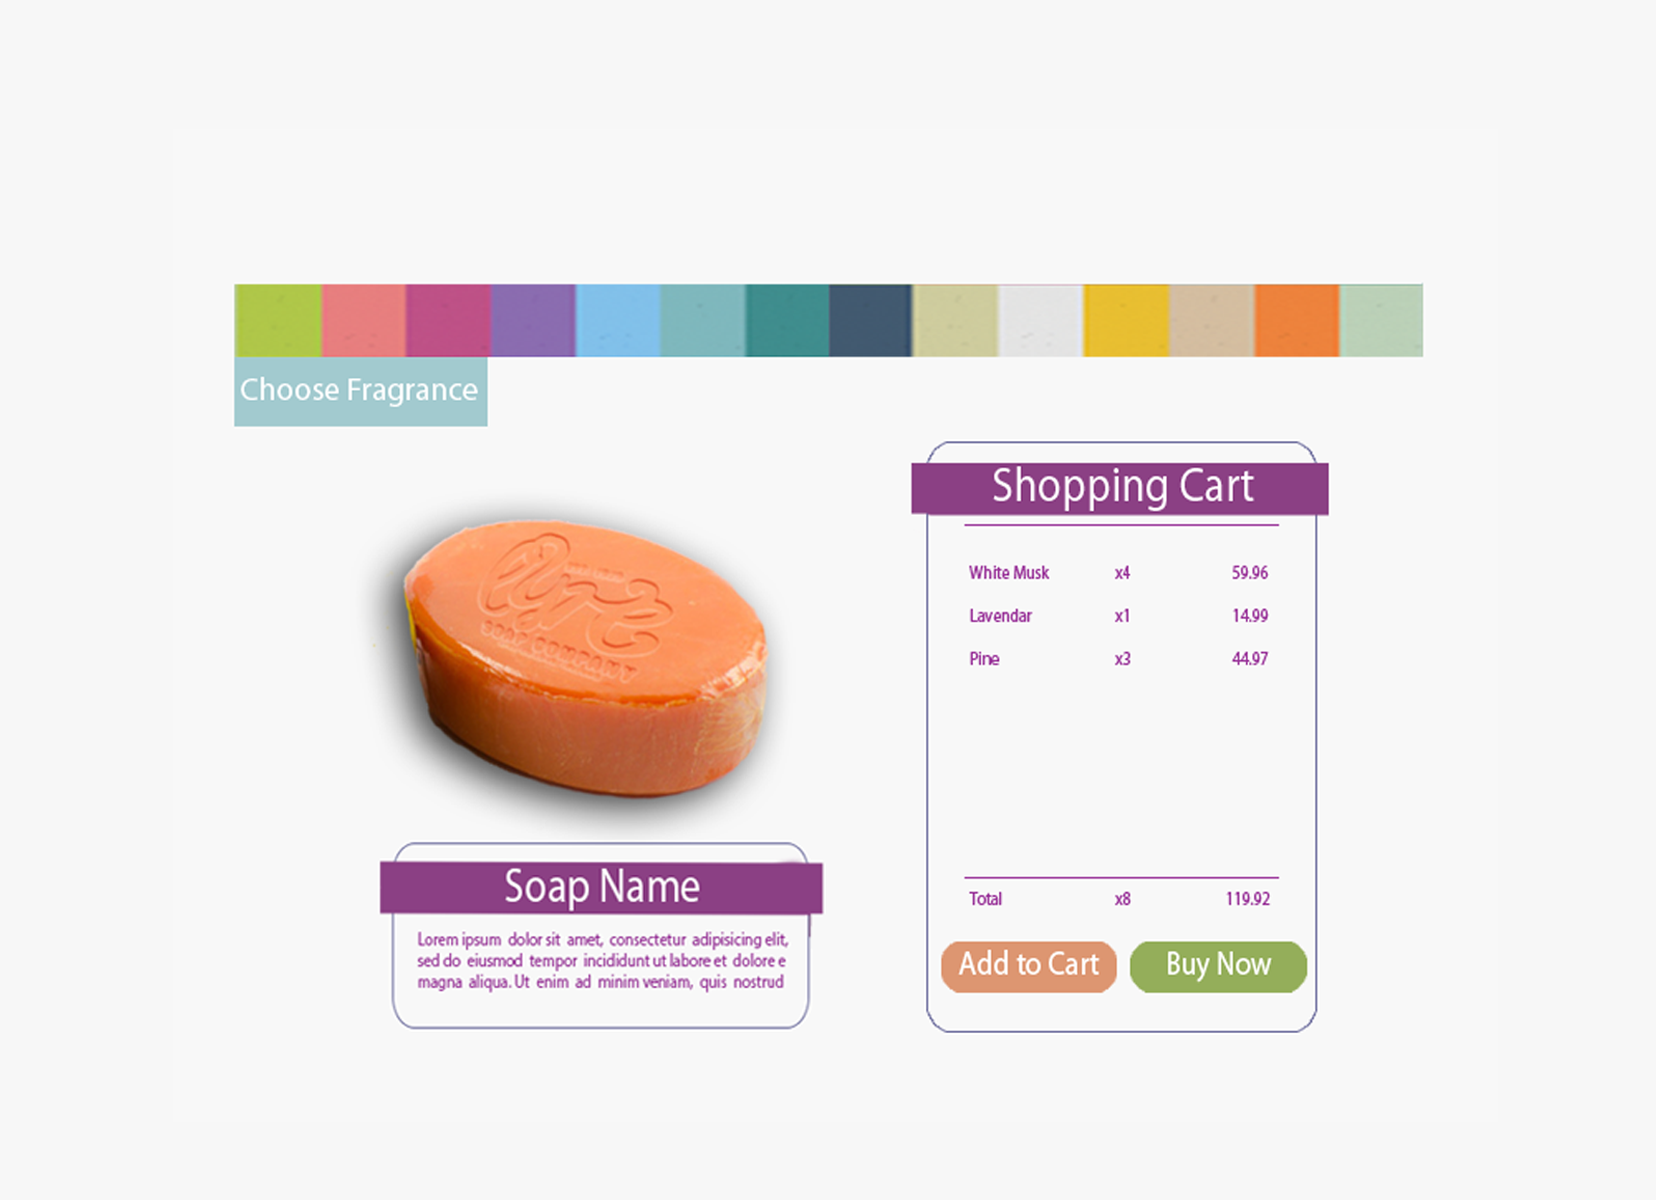 Choose Fragrance
Shopping Cart
White Musk x4 59.96
Lavendar x1 14.99
Pine x3 44.97
Total x8 119.92
Add to Cart Buy Now
SOAP COMPANY
Soap Name
Lorem ipsum dolor sit amet, consectetur adipisicing elit,
sed do eiusmod tempor incididunt ut labore et dolore e
magna aliqua. Ut enim ad minim veniam, quis nostrud